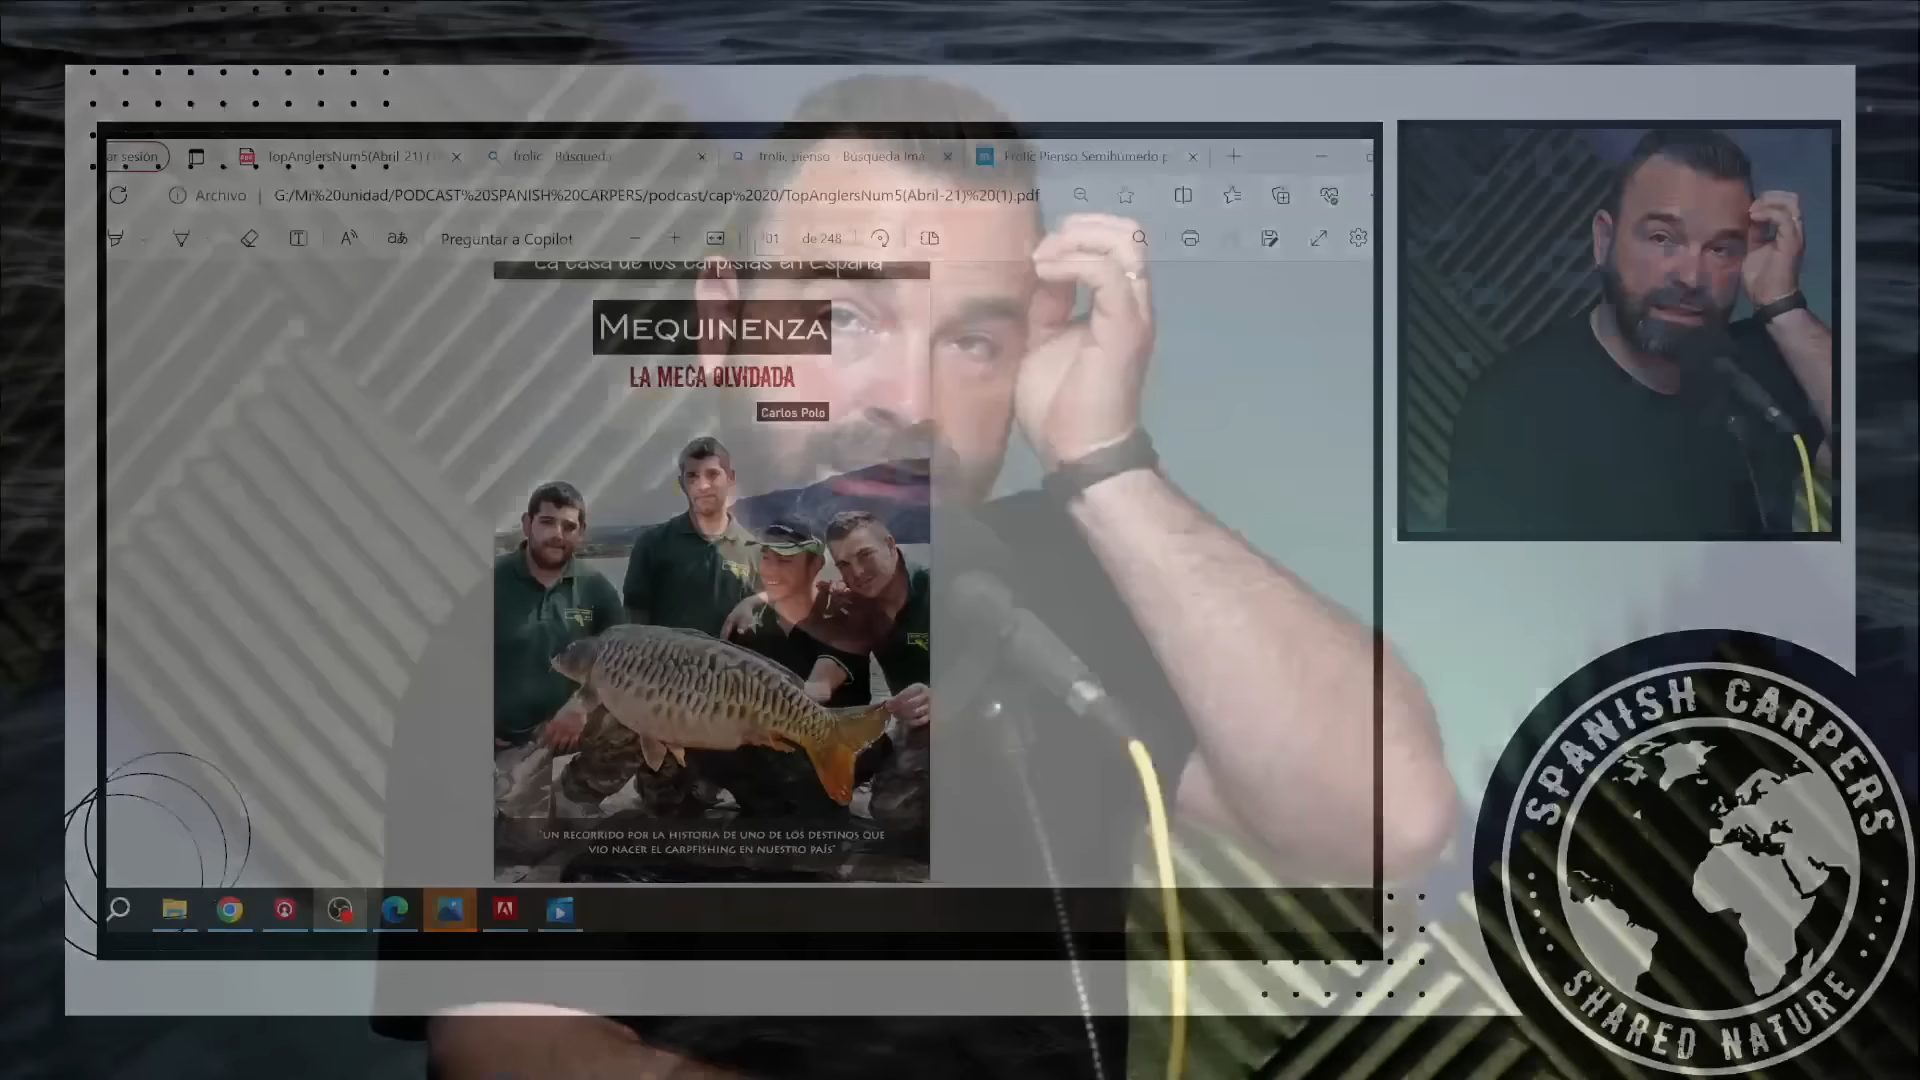 ar sesión
TopAnglersNum5(Abril-21) (
frolic - Búsqueda
frolic pienso - Búsqueda Imá
Frolic Pienso Semihumedo p
Archivo
G:/Mi%20unidad/PODCAST%20SPANISH%20CARPERS/podcast/cap%2020/TopAnglersNum5(Abril-21)%20(1).pdf
Preguntar a Copilot
de 248
La casa de los carpistas en España
MEQUINENZA
LA MECA OLVIDADA
Carlos Polo
"UN RECORRIDO POR LA HISTORIA DE UNO DE LOS DESTINOS QUE
VIO NACER EL CARPFISHING EN NUESTRO PAÍS"
SPANISH CARPERS
SHARED NATURE